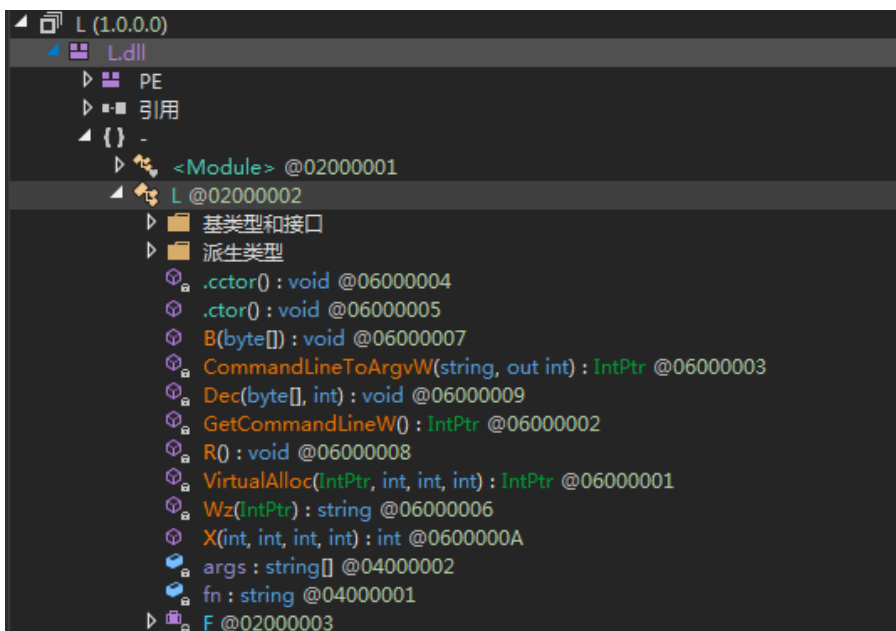 L (1.0.0.0)
L.dll
PE
引用
{} -
<Module> @02000001
L @02000002
基类型和接口
派生类型
.cctor() : void @06000004
.ctor() : void @06000005
B(byte[]) : void @06000007
CommandLineToArgvW(string, out int) : IntPtr @06000003
Dec(byte[], int) : void @06000009
GetCommandLineW() : IntPtr @06000002
R() : void @06000008
VirtualAlloc(IntPtr, int, int, int) : IntPtr @06000001
Wz(IntPtr) : string @06000006
X(int, int, int, int) : int @0600000A
args : string[] @04000002
fn : string @04000001
F @02000003